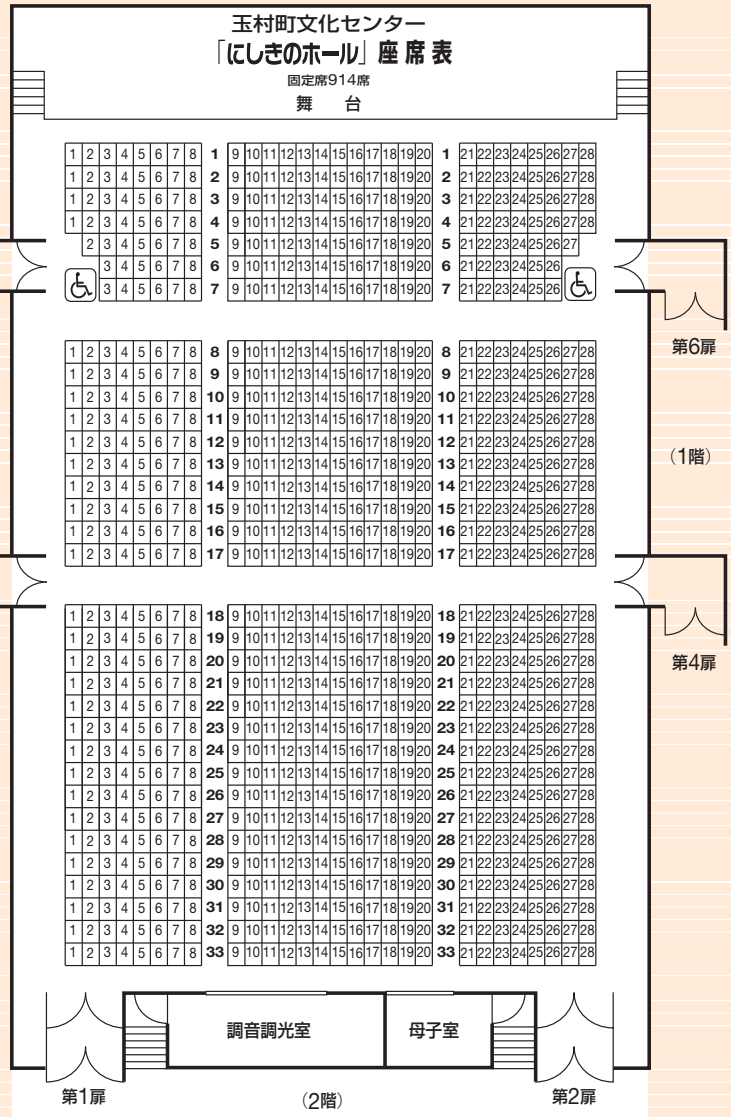 玉村町文化センター
「にしきのホール」座席表
固定席914席
舞 台
1 2 3 4 5 6 7 8 1 9 10 11 12 13 14 15 16 17 18 19 20 1 21 22 23 24 25 26 27 28
1 2 3 4 5 6 7 8 2 9 10 11 12 13 14 15 16 17 18 19 20 2 21 22 23 24 25 26 27 28
1 2 3 4 5 6 7 8 3 9 10 11 12 13 14 15 16 17 18 19 20 3 21 22 23 24 25 26 27 28
1 2 3 4 5 6 7 8 4 9 10 11 12 13 14 15 16 17 18 19 20 4 21 22 23 24 25 26 27 28
2 3 4 5 6 7 8 5 9 10 11 12 13 14 15 16 17 18 19 20 5 21 22 23 24 25 26 27
3 4 5 6 7 8 6 9 10 11 12 13 14 15 16 17 18 19 20 6 21 22 23 24 25 26
3 4 5 6 7 8 7 9 10 11 12 13 14 15 16 17 18 19 20 7 21 22 23 24 25 26
第6扉
1 2 3 4 5 6 7 8 8 9 10 11 12 13 14 15 16 17 18 19 20 8 21 22 23 24 25 26 27 28
1 2 3 4 5 6 7 8 9 9 10 11 12 13 14 15 16 17 18 19 20 9 21 22 23 24 25 26 27 28
1 2 3 4 5 6 7 8 10 9 10 11 12 13 14 15 16 17 18 19 20 10 21 22 23 24 25 26 27 28
1 2 3 4 5 6 7 8 11 9 10 11 12 13 14 15 16 17 18 19 20 11 21 22 23 24 25 26 27 28
1 2 3 4 5 6 7 8 12 9 10 11 12 13 14 15 16 17 18 19 20 12 21 22 23 24 25 26 27 28
1 2 3 4 5 6 7 8 13 9 10 11 12 13 14 15 16 17 18 19 20 13 21 22 23 24 25 26 27 28
(1階)
1 2 3 4 5 6 7 8 14 9 10 11 12 13 14 15 16 17 18 19 20 14 21 22 23 24 25 26 27 28
1 2 3 4 5 6 7 8 15 9 10 11 12 13 14 15 16 17 18 19 20 15 21 22 23 24 25 26 27 28
1 2 3 4 5 6 7 8 16 9 10 11 12 13 14 15 16 17 18 19 20 16 21 22 23 24 25 26 27 28
1 2 3 4 5 6 7 8 17 9 10 11 12 13 14 15 16 17 18 19 20 17 21 22 23 24 25 26 27 28
1 2 3 4 5 6 7 8 18 9 10 11 12 13 14 15 16 17 18 19 20 18 21 22 23 24 25 26 27 28
1 2 3 4 5 6 7 8 19 9 10 11 12 13 14 15 16 17 18 19 20 19 21 22 23 24 25 26 27 28
1 2 3 4 5 6 7 8 20 9 10 11 12 13 14 15 16 17 18 19 20 20 21 22 23 24 25 26 27 28
第4扉
1 2 3 4 5 6 7 8 21 9 10 11 12 13 14 15 16 17 18 19 20 21 21 22 23 24 25 26 27 28
1 2 3 4 5 6 7 8 22 9 10 11 12 13 14 15 16 17 18 19 20 22 21 22 23 24 25 26 27 28
1 2 3 4 5 6 7 8 23 9 10 11 12 13 14 15 16 17 18 19 20 23 21 22 23 24 25 26 27 28
1 2 3 4 5 6 7 8 24 9 10 11 12 13 14 15 16 17 18 19 20 24 21 22 23 24 25 26 27 28
1 2 3 4 5 6 7 8 25 9 10 11 12 13 14 15 16 17 18 19 20 25 21 22 23 24 25 26 27 28
1 2 3 4 5 6 7 8 26 9 10 11 12 13 14 15 16 17 18 19 20 26 21 22 23 24 25 26 27 28
1 2 3 4 5 6 7 8 27 9 10 11 12 13 14 15 16 17 18 19 20 27 21 22 23 24 25 26 27 28
1 2 3 4 5 6 7 8 28 9 10 11 12 13 14 15 16 17 18 19 20 28 21 22 23 24 25 26 27 28
1 2 3 4 5 6 7 8 29 9 10 11 12 13 14 15 16 17 18 19 20 29 21 22 23 24 25 26 27 28
1 2 3 4 5 6 7 8 30 9 10 11 12 13 14 15 16 17 18 19 20 30 21 22 23 24 25 26 27 28
1 2 3 4 5 6 7 8 31 9 10 11 12 13 14 15 16 17 18 19 20 31 21 22 23 24 25 26 27 28
1 2 3 4 5 6 7 8 32 9 10 11 12 13 14 15 16 17 18 19 20 32 21 22 23 24 25 26 27 28
1 2 3 4 5 6 7 8 33 9 10 11 12 13 14 15 16 17 18 19 20 33 21 22 23 24 25 26 27 28
調音調光室 母子室
第1扉 (2階) 第2扉